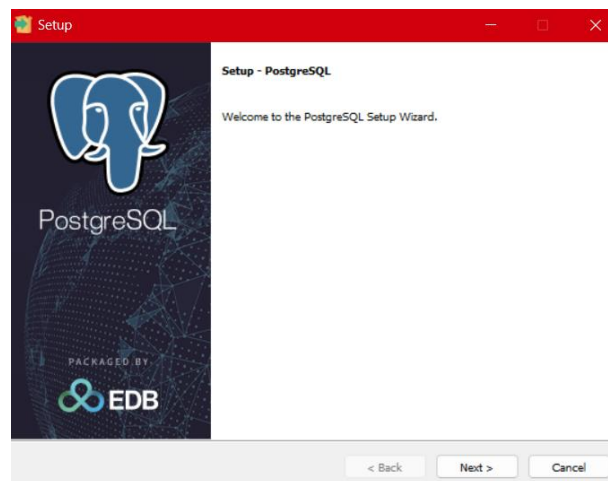 Setup
Setup - PostgreSQL
Welcome to the PostgreSQL Setup Wizard.
PostgreSQL
PACKAGED BY
EDB
< Back
Next >
Cancel